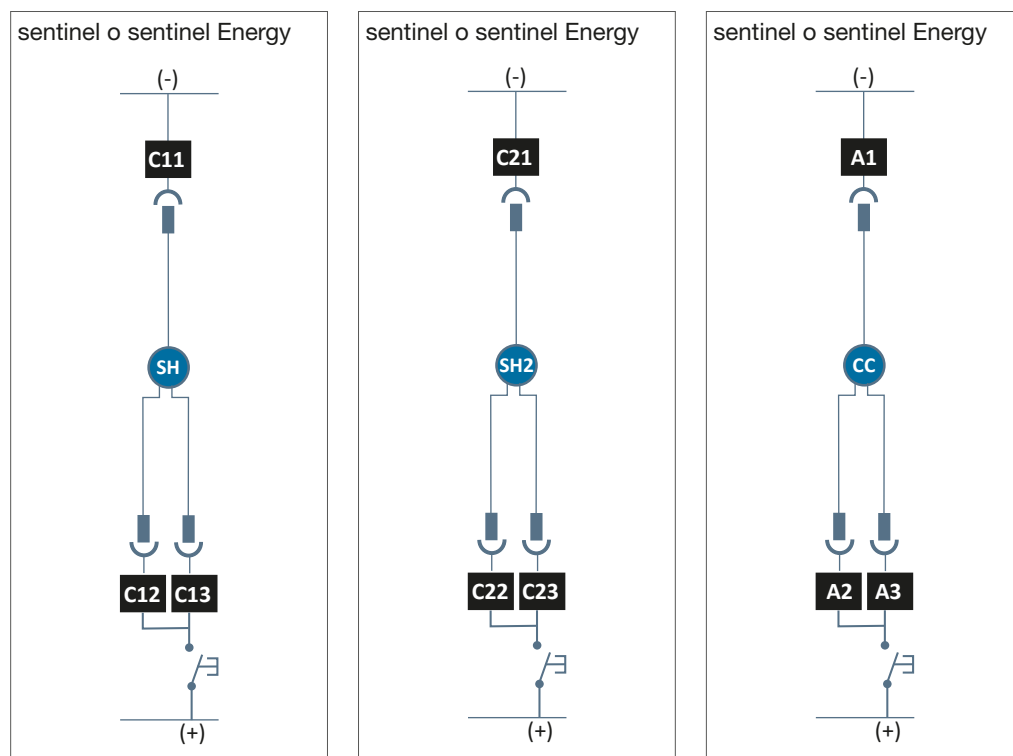 sentinel o sentinel Energy
(-)
C11
SH
C12 C13
(+)
sentinel o sentinel Energy
(-)
C21
SH2
C22 C23
(+)
sentinel o sentinel Energy
(-)
A1
CC
A2 A3
(+)